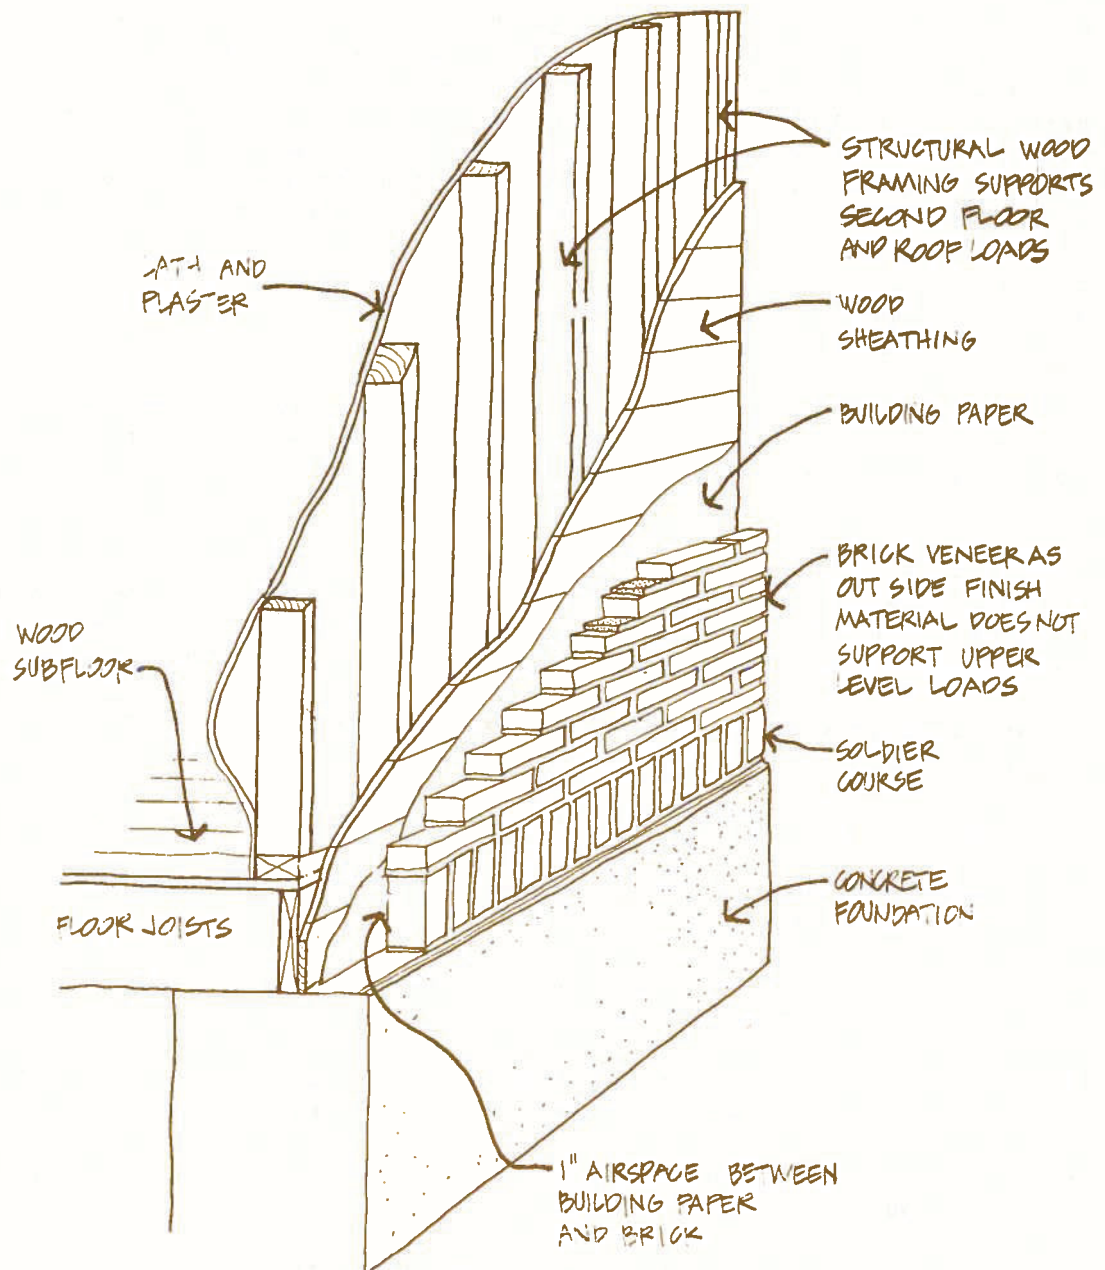 STRUCTURAL WOOD
FRAMING SUPPORTS
SECOND FLOOR
AND ROOF LOADS
LATH AND
PLASTER
WOOD
SHEATHING
BUILDING PAPER
BRICK VENEER AS
OUT SIDE FINISH
MATERIAL DOES NOT
SUPPORT UPPER
LEVEL LOADS
WOOD
SUBFLOOR
SOLDIER
COURSE
CONCRETE
FOUNDATION
FLOOR JOISTS
1" AIRSPACE BETWEEN
BUILDING PAPER
AND BRICK